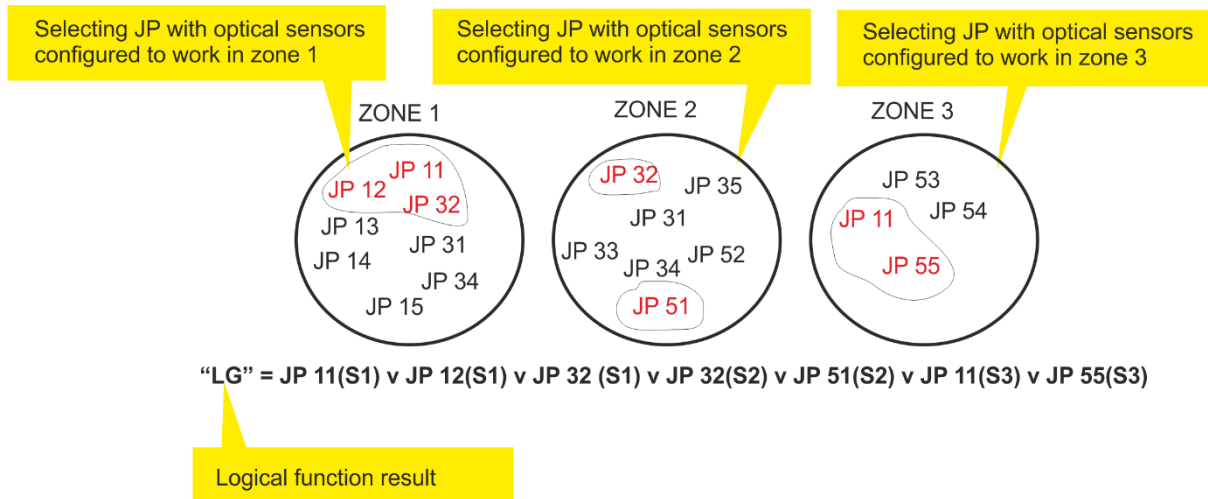 Selecting JP with optical sensors
configured to work in zone 1
Selecting JP with optical sensors
configured to work in zone 2
Selecting JP with optical sensors
configured to work in zone 3
ZONE 1
ZONE 2
ZONE 3
JP 11
JP 12
JP 32
JP 13
JP 31
JP 14
JP 34
JP 15
JP 32
JP 35
JP 31
JP 33
JP 52
JP 34
JP 51
JP 53
JP 11
JP 54
JP 55
“LG” = JP 11(S1) v JP 12(S1) v JP 32 (S1) v JP 32(S2) v JP 51(S2) v JP 11(S3) v JP 55(S3)
Logical function result